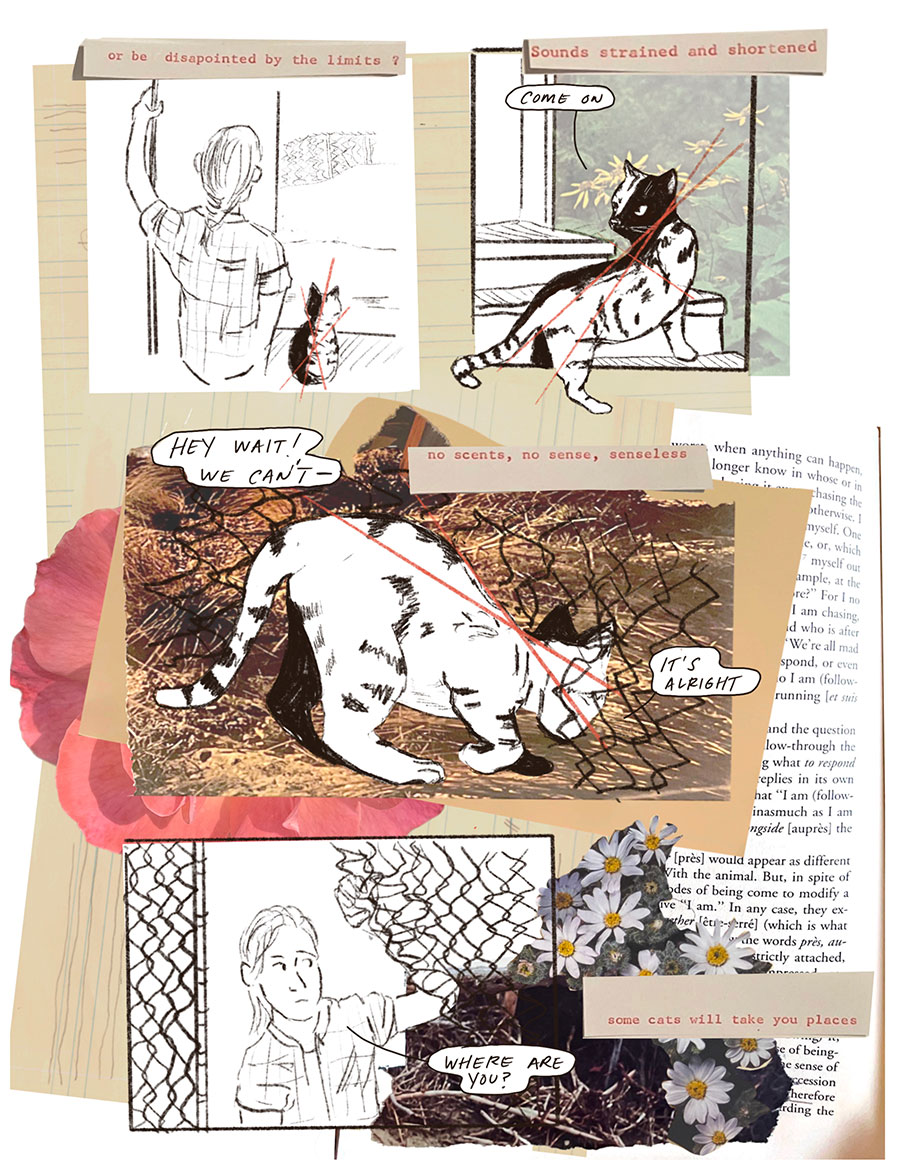 or be disapointed by the limits ?
Sounds strained and shortened
COME ON
HEY WAIT!
WE CAN'T—
no scents, no sense, senseless
IT'S
ALRIGHT
when anything can happen,
longer know in whose or in
chasing the
otherwise. I
myself. One
e, or, which
myself out
ample, at the
ore?" For I no
I am chasing,
d who is after
"We're all mad
spond, or even
o I am (follow-
running [et suis
and the question
low-through the
g what to respond
replies in its own
hat "I am (follow-
inasmuch as I am
ngside [auprès] the
[près] would appear as different
With the animal. But, in spite of
odes of being come to modify a
ve "I am." In any case, they ex-
ther [être-serré] (which is what
the words près, au-
strictly attached,
WHERE ARE
YOU?
some cats will take you places
se of being-
he sense of
ccession
Therefore
rding the